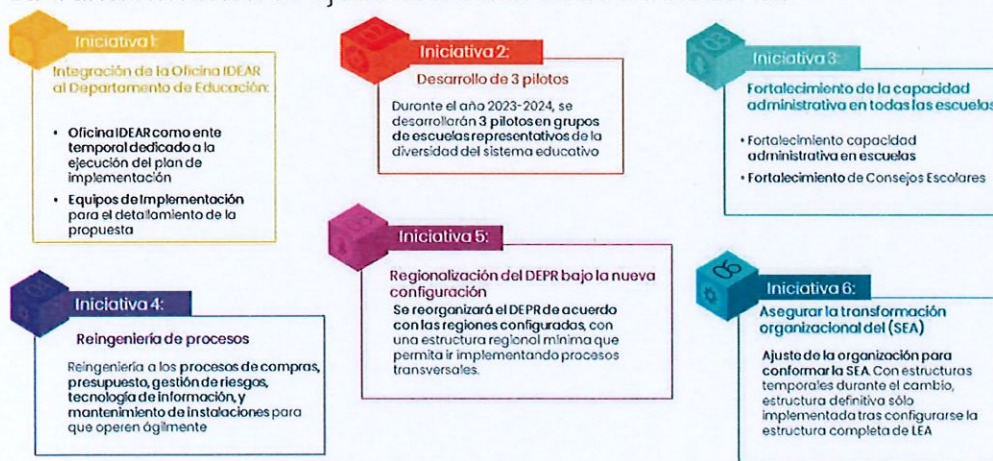 01
Iniciativa 1:
Integración de la Oficina IDEAR
al Departamento de Educación:
• Oficina IDEAR como ente
temporal dedicado a la
ejecución del plan de
implementación
• Equipos de Implementación
para el detallamiento de la
propuesta
02
Iniciativa 2:
Desarrollo de 3 pilotos
Durante el año 2023-2024, se
desarrollarán 3 pilotos en grupos
de escuelas representativos de la
diversidad del sistema educativo
03
Iniciativa 3:
Fortalecimiento de la capacidad
administrativa en todas las escuelas
• Fortalecimiento capacidad
administrativa en escuelas
• Fortalecimiento de Consejos Escolares
04
Iniciativa 4:
Reingeniería de procesos
Reingeniería a los procesos de compras,
presupuesto, gestión de riesgos,
tecnología de información, y
mantenimiento de instalaciones para
que operen ágilmente
05
Iniciativa 5:
Regionalización del DEPR bajo la nueva
configuración
Se reorganizará el DEPR de acuerdo
con las regiones configuradas, con
una estructura regional mínima que
permita ir implementando procesos
transversales.
06
Iniciativa 6:
Asegurar la transformación
organizacional del (SEA)
Ajuste de la organización para
conformar la SEA. Con estructuras
temporales durante el cambio,
estructura definitiva sólo
implementada tras configurarse la
estructura completa de LEA